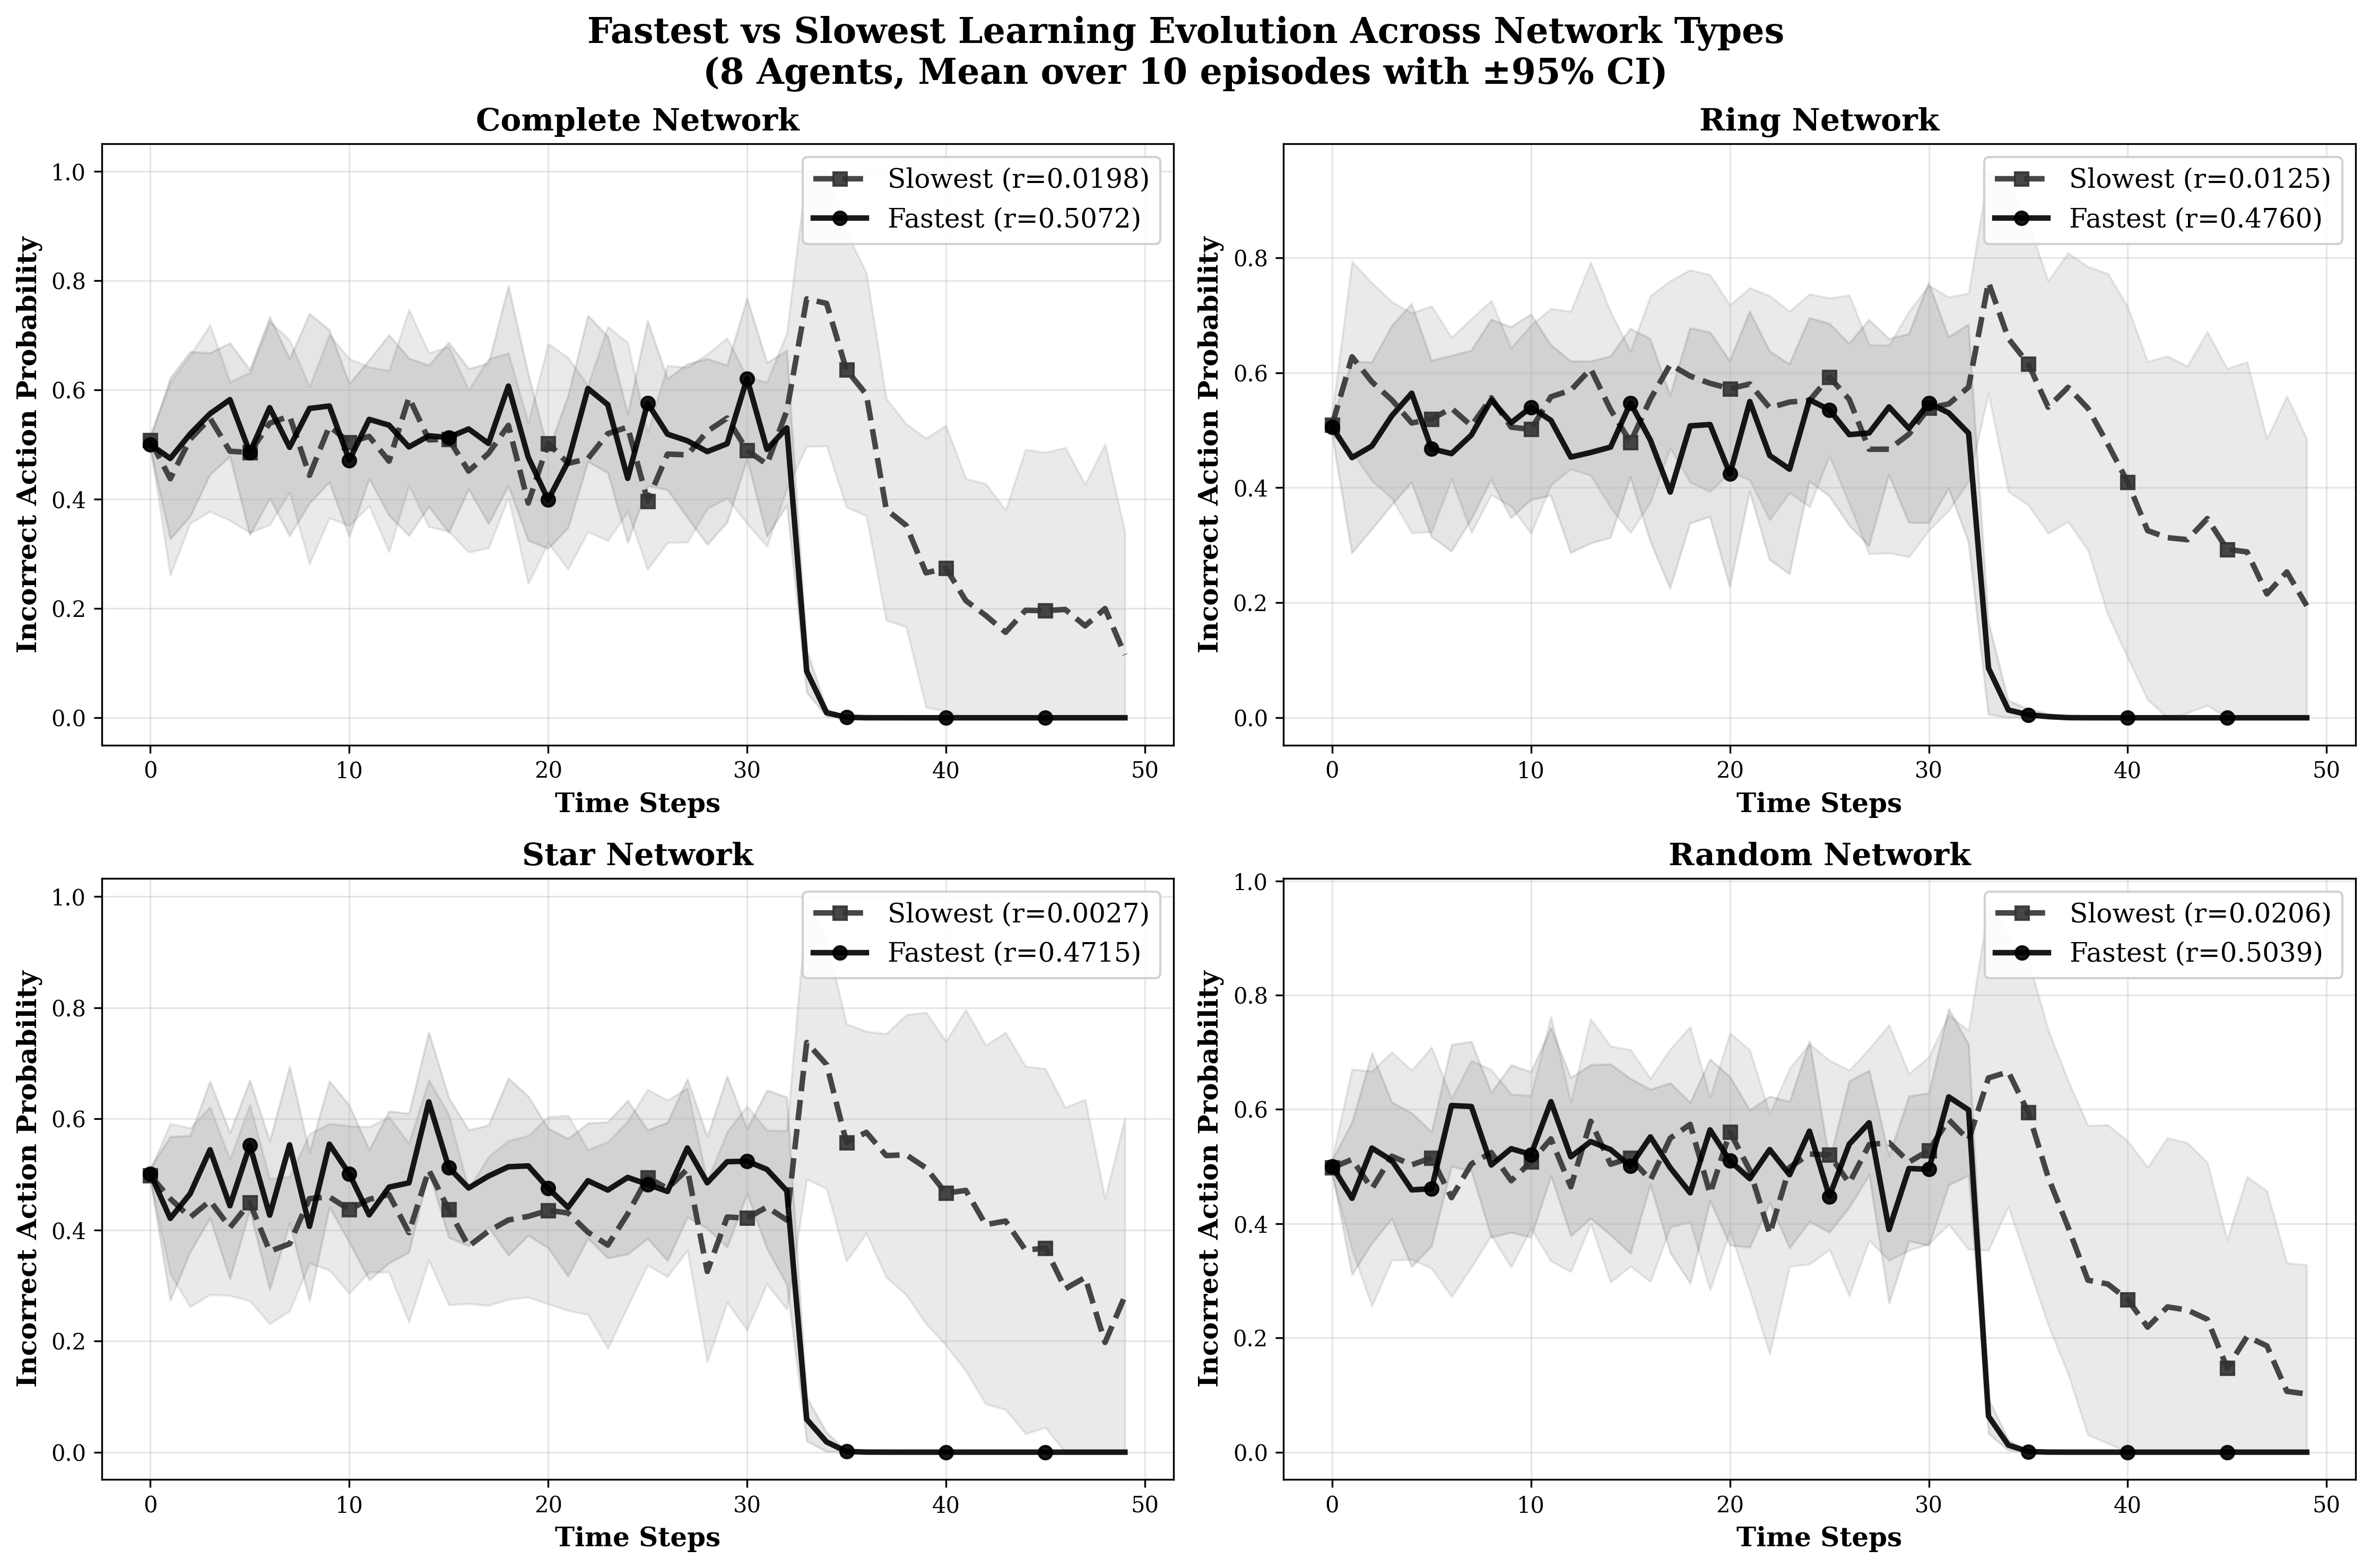 Fastest vs Slowest Learning Evolution Across Network Types
(8 Agents, Mean over 10 episodes with ±95% CI)
Complete Network
Incorrect Action Probability
1.0
0.8
0.6
0.4
0.2
0.0
Slowest (r=0.0198)
Fastest (r=0.5072)
0 10 20 30 40 50
Time Steps
Ring Network
Incorrect Action Probability
0.8
0.6
0.4
0.2
0.0
Slowest (r=0.0125)
Fastest (r=0.4760)
0 10 20 30 40 50
Time Steps
Star Network
Incorrect Action Probability
1.0
0.8
0.6
0.4
0.2
0.0
Slowest (r=0.0027)
Fastest (r=0.4715)
0 10 20 30 40 50
Time Steps
Random Network
Incorrect Action Probability
1.0
0.8
0.6
0.4
0.2
0.0
Slowest (r=0.0206)
Fastest (r=0.5039)
0 10 20 30 40 50
Time Steps